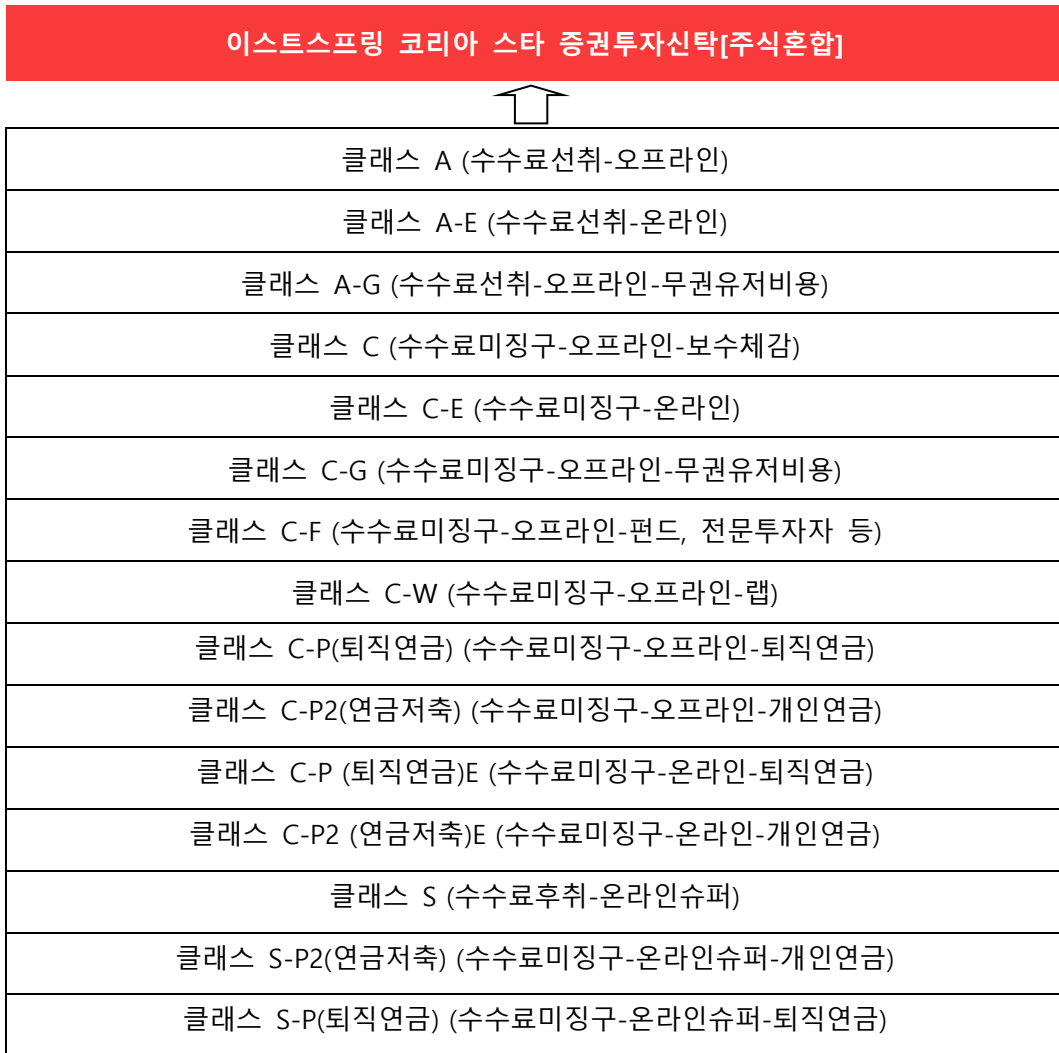 이스트스프링 코리아 스타 증권투자신탁[주식혼합]
클래스 A (수수료선취-오프라인)
클래스 A-E (수수료선취-온라인)
클래스 A-G (수수료선취-오프라인-무권유저비용)
클래스 C (수수료미징구-오프라인-보수체감)
클래스 C-E (수수료미징구-온라인)
클래스 C-G (수수료미징구-오프라인-무권유저비용)
클래스 C-F (수수료미징구-오프라인-펀드, 전문투자자 등)
클래스 C-W (수수료미징구-오프라인-랩)
클래스 C-P(퇴직연금) (수수료미징구-오프라인-퇴직연금)
클래스 C-P2(연금저축) (수수료미징구-오프라인-개인연금)
클래스 C-P (퇴직연금)E (수수료미징구-온라인-퇴직연금)
클래스 C-P2 (연금저축)E (수수료미징구-온라인-개인연금)
클래스 S (수수료후취-온라인슈퍼)
클래스 S-P2(연금저축) (수수료미징구-온라인슈퍼-개인연금)
클래스 S-P(퇴직연금) (수수료미징구-온라인슈퍼-퇴직연금)